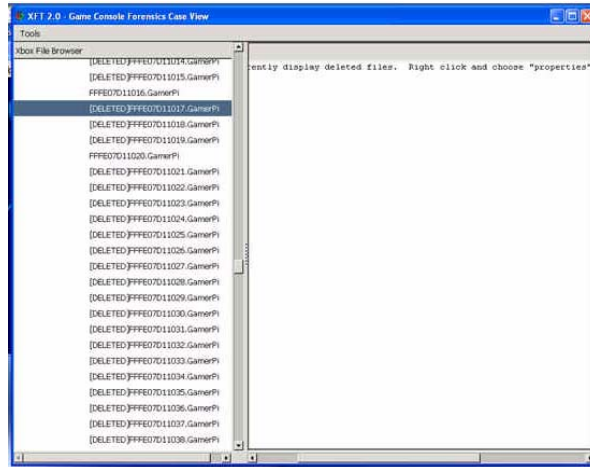 XFT 2.0 - Game Console Forensics Case View
Tools
Xbox File Browser
[DELETED]FFFE07D11014.GamerPi
[DELETED]FFFE07D11015.GamerPi
FFFE07D11016.GamerPi
[DELETED]FFFE07D11017.GamerPi
[DELETED]FFFE07D11018.GamerPi
[DELETED]FFFE07D11019.GamerPi
FFFE07D11020.GamerPi
[DELETED]FFFE07D11021.GamerPi
[DELETED]FFFE07D11022.GamerPi
[DELETED]FFFE07D11023.GamerPi
[DELETED]FFFE07D11024.GamerPi
[DELETED]FFFE07D11025.GamerPi
[DELETED]FFFE07D11026.GamerPi
[DELETED]FFFE07D11027.GamerPi
[DELETED]FFFE07D11028.GamerPi
[DELETED]FFFE07D11029.GamerPi
[DELETED]FFFE07D11030.GamerPi
[DELETED]FFFE07D11031.GamerPi
[DELETED]FFFE07D11032.GamerPi
[DELETED]FFFE07D11033.GamerPi
[DELETED]FFFE07D11034.GamerPi
[DELETED]FFFE07D11035.GamerPi
[DELETED]FFFE07D11036.GamerPi
[DELETED]FFFE07D11037.GamerPi
[DELETED]FFFE07D11038.GamerPi
ently display deleted files. Right click and choose "properties"